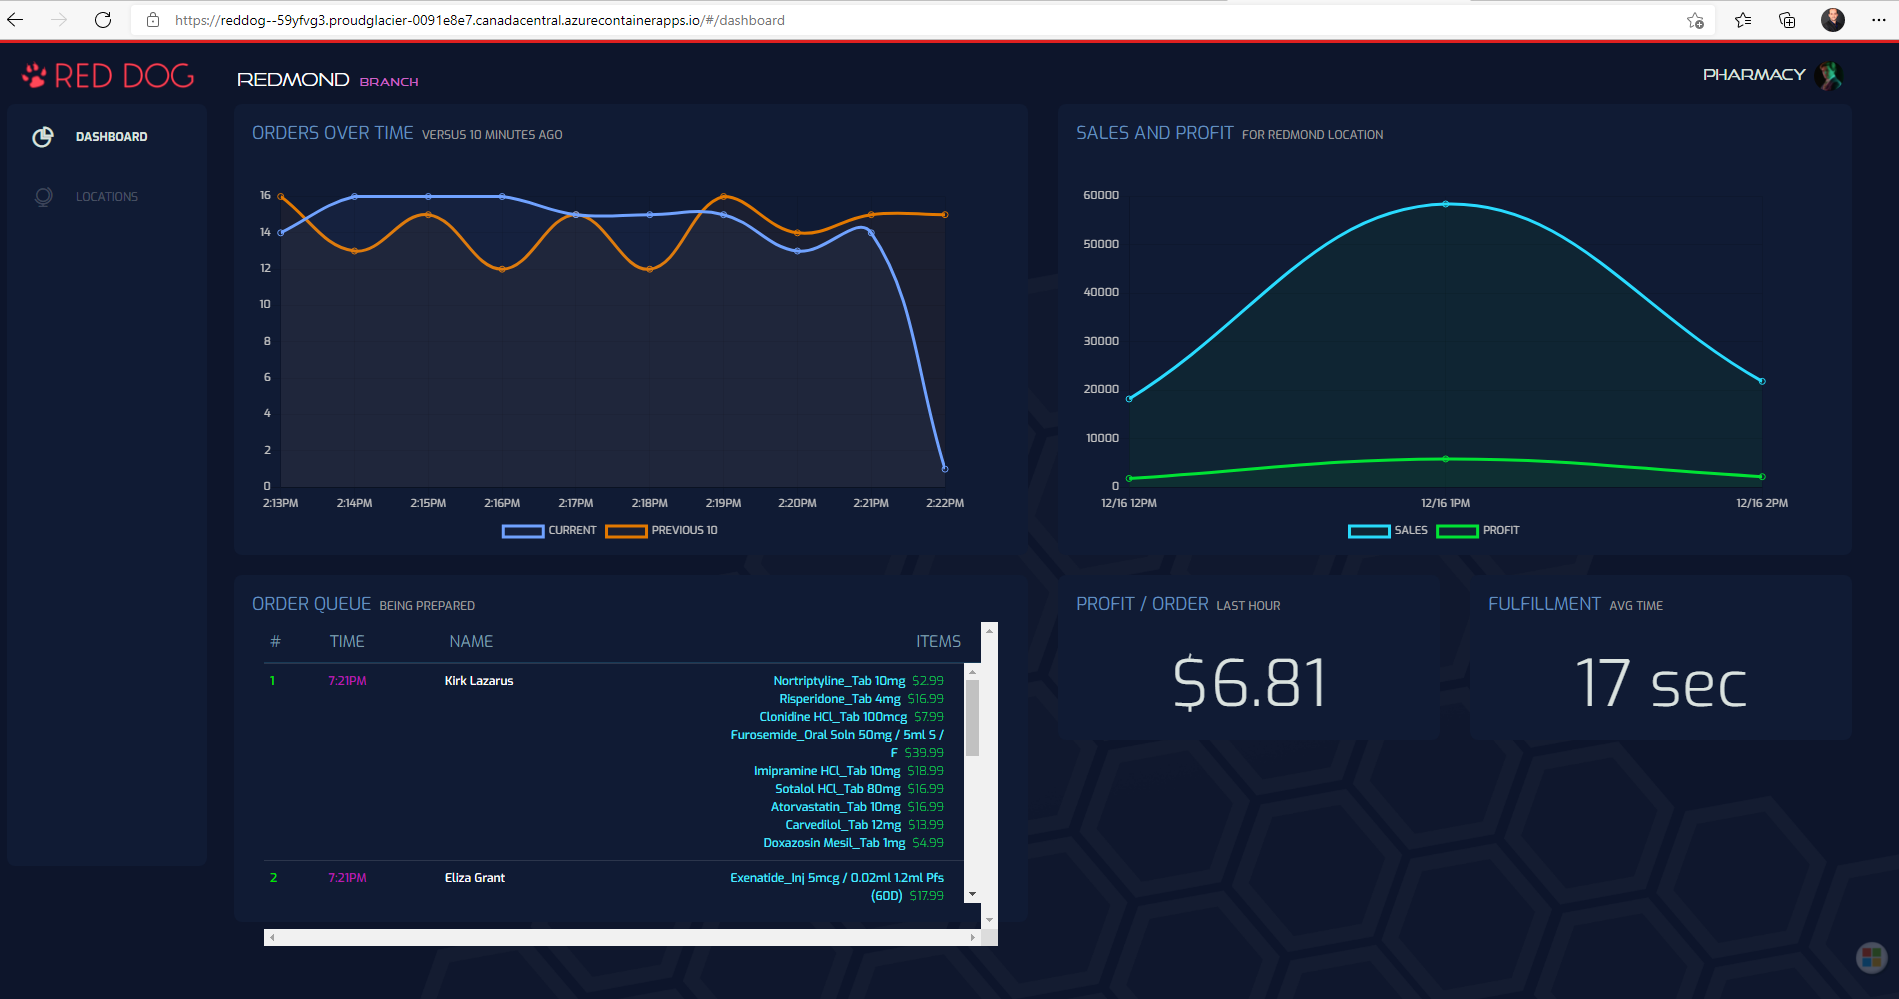 https://reddog--59yfvg3.proudglacier-0091e8e7.canadacentral.azurecontainerapps.io/#/dashboard
RED DOG
REDMOND BRANCH
PHARMACY
DASHBOARD
LOCATIONS
ORDERS OVER TIME VERSUS 10 MINUTES AGO
16
14
12
10
8
6
4
2
0
2:13PM 2:14PM 2:15PM 2:16PM 2:17PM 2:18PM 2:19PM 2:20PM 2:21PM 2:22PM
CURRENT PREVIOUS 10
SALES AND PROFIT FOR REDMOND LOCATION
60000
50000
40000
30000
20000
10000
0
12/16 12PM 12/16 1PM 12/16 2PM
SALES PROFIT
ORDER QUEUE BEING PREPARED
# TIME NAME ITEMS
1 7:21PM Kirk Lazarus Nortriptyline_Tab 10mg $2.99
Risperidone_Tab 4mg $16.99
Clonidine HCl_Tab 100mcg $7.99
Furosemide_Oral Soln 50mg / 5ml S /
F $39.99
Imipramine HCl_Tab 10mg $18.99
Sotalol HCl_Tab 80mg $16.99
Atorvastatin_Tab 10mg $16.99
Carvedilol_Tab 12mg $13.99
Doxazosin Mesil_Tab 1mg $4.99
2 7:21PM Eliza Grant Exenatide_Inj 5mcg / 0.02ml 1.2ml Pfs
(60D) $17.99
PROFIT / ORDER LAST HOUR
$6.81
FULFILLMENT AVG TIME
17 sec